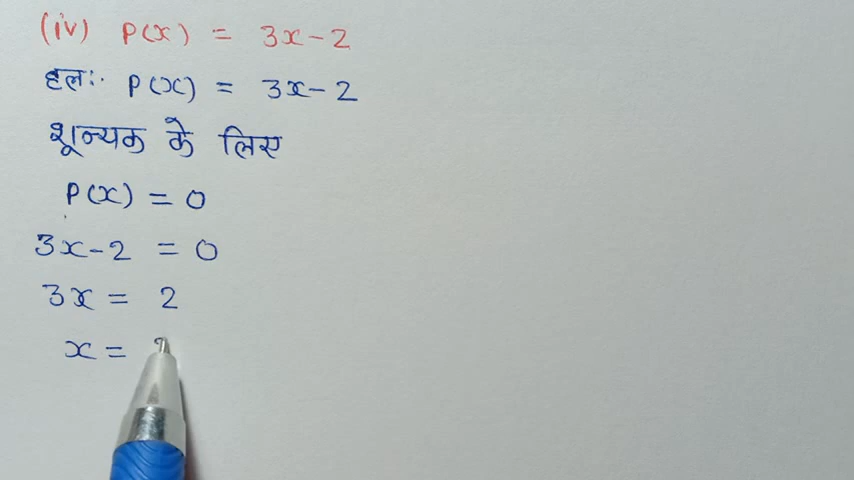 (iv) P(x) = 3x-2
हलः. P(x) = 3x-2
शून्यक के लिए
P(x) = 0
3x-2 = 0
3x = 2
x =